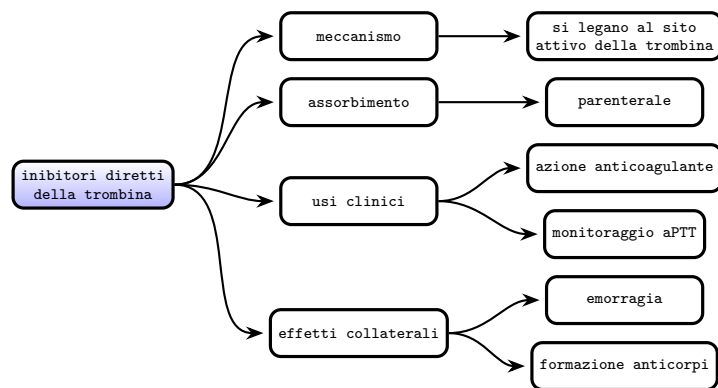 inibitori diretti
della trombina
meccanismo
si legano al sito
attivo della trombina
assorbimento
parenterale
usi clinici
azione anticoagulante
monitoraggio aPTT
effetti collaterali
emorragia
formazione anticorpi